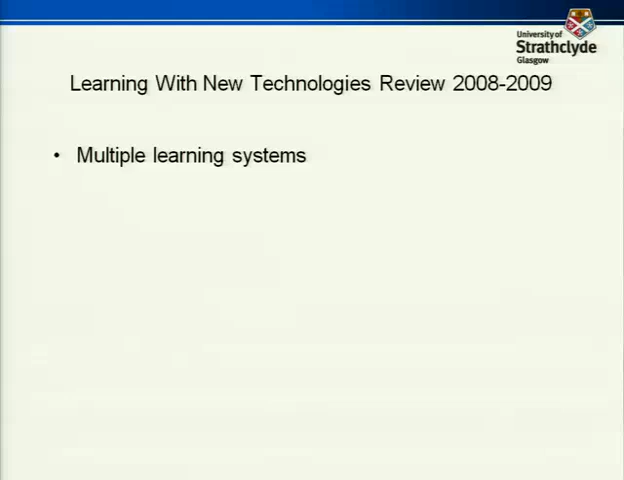 University of
Strathclyde
Glasgow
Learning With New Technologies Review 2008-2009
• Multiple learning systems